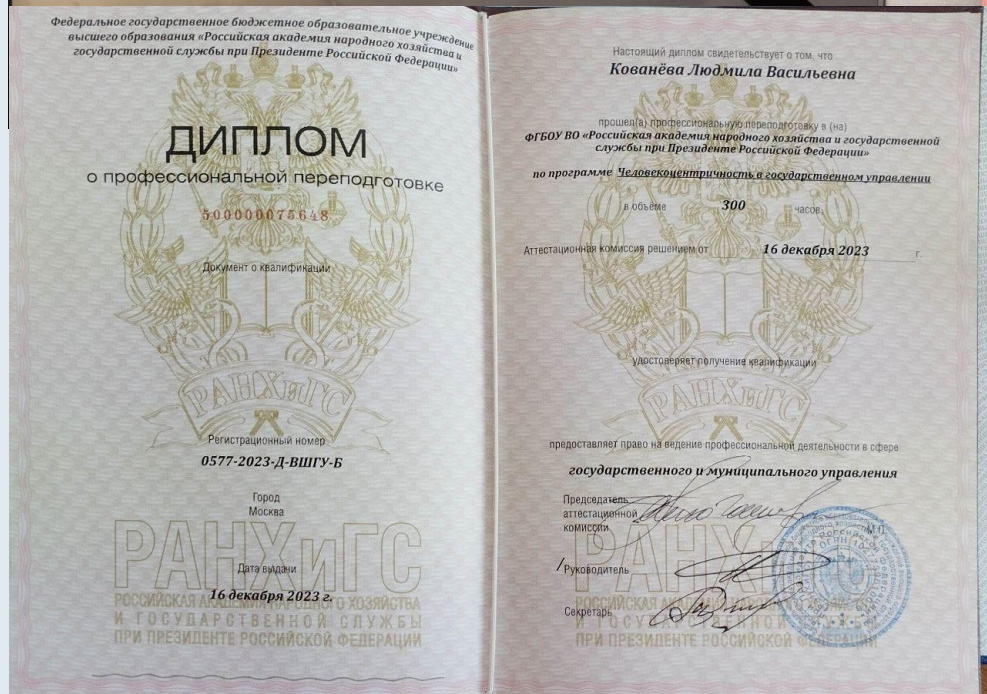 Федеральное государственное бюджетное образовательное учреждение
высшего образования «Российская академия народного хозяйства и
государственной службы при Президенте Российской Федерации»
ДИПЛОМ
о профессиональной переподготовке
500000075648
Документ о квалификации
РАНХиГС
Регистрационный номер
0577-2023-Д-ВШГУ-Б
Город
Москва
РАНХиГС
Дата выдачи
16 декабря 2023 г.
РОССИЙСКАЯ АКАДЕМИЯ НАРОДНОГО ХОЗЯЙСТВА
И ГОСУДАРСТВЕННОЙ СЛУЖБЫ
ПРИ ПРЕЗИДЕНТЕ РОССИЙСКОЙ ФЕДЕРАЦИИ
Настоящий диплом свидетельствует о том, что
Кованёва Людмила Васильевна
прошел(а) профессиональную переподготовку в (на)
ФГБОУ ВО «Российская академия народного хозяйства и государственной
службы при Президенте Российской Федерации»
по программе Человекоцентричность в государственном управлении
в объёме 300 часов
Аттестационная комиссия решением от 16 декабря 2023 г.
удостоверяет получение квалификации
РАНХиГС
предоставляет право на ведение профессиональной деятельности в сфере
государственного и муниципального управления
Председатель
аттестационной
комиссии
М.П.
РАНХиГС
Руководитель
РОССИЙСКАЯ АКАДЕМИЯ НАРОДНОГО ХОЗЯЙСТВА
Секретарь
И ГОСУДАРСТВЕННОЙ СЛУЖБЫ
ПРИ ПРЕЗИДЕНТЕ РОССИЙСКОЙ ФЕДЕРАЦИИ